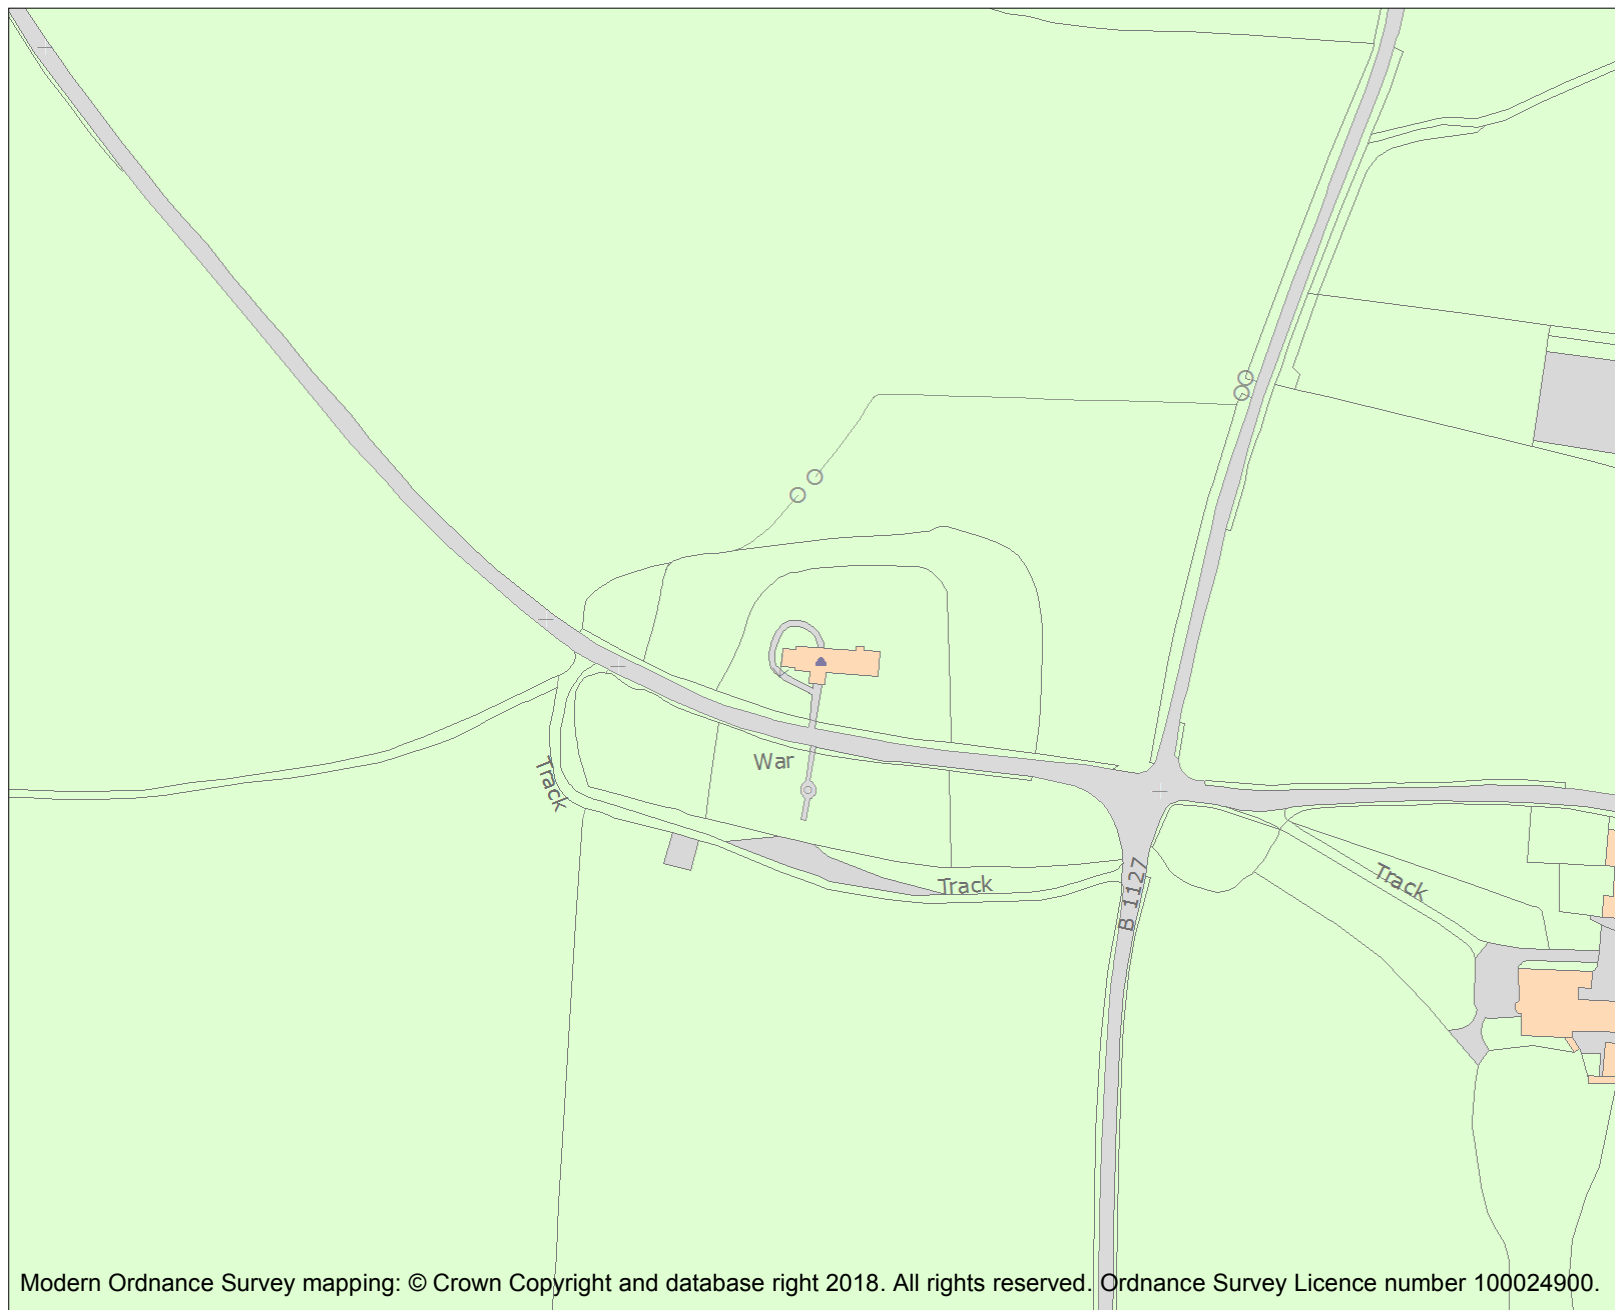 War
Track
Track
B 1127
Track
Modern Ordnance Survey mapping: © Crown Copyright and database right 2018. All rights reserved. Ordnance Survey Licence number 100024900.